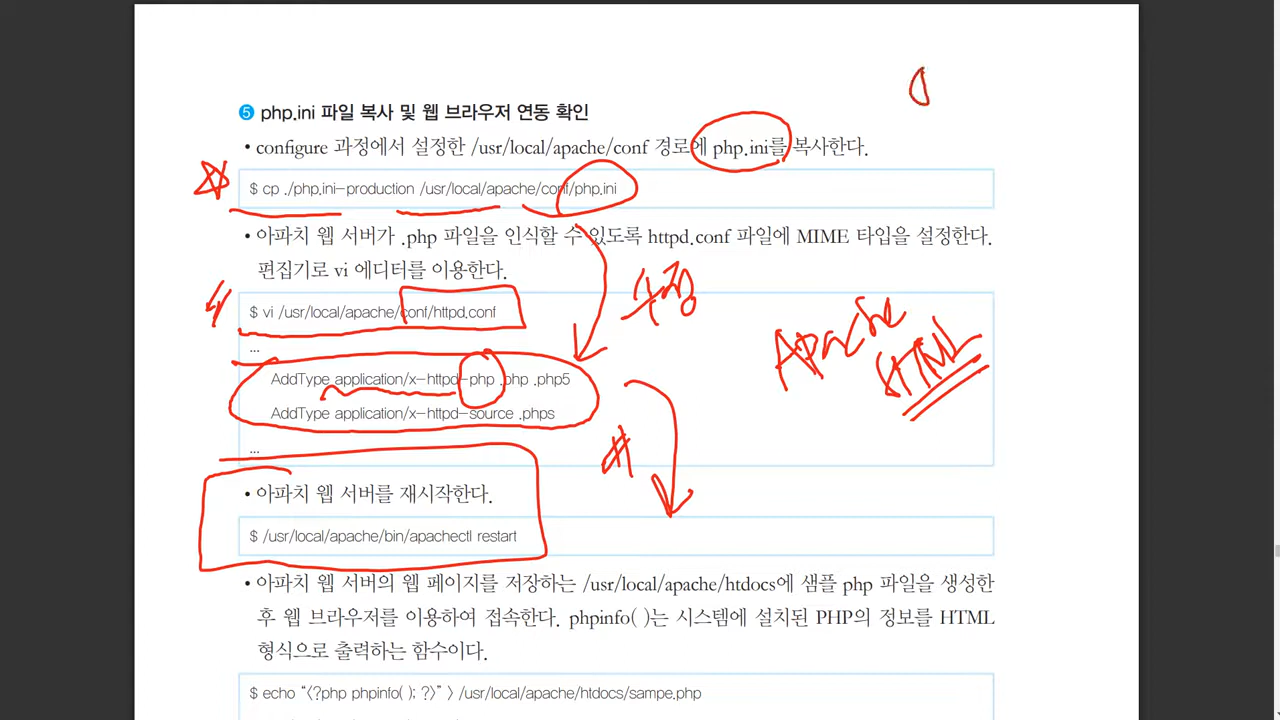 ❺ php.ini 파일 복사 및 웹 브라우저 연동 확인
• configure 과정에서 설정한 /usr/local/apache/conf 경로에 php.ini를 복사한다.
$ cp ./php.ini-production /usr/local/apache/conf/php.ini
• 아파치 웹 서버가 .php 파일을 인식할 수 있도록 httpd.conf 파일에 MIME 타입을 설정한다.
편집기로 vi 에디터를 이용한다.
수정
$ vi /usr/local/apache/conf/httpd.conf
Apache
HTML
...
AddType application/x-httpd-php .php .php5
AddType application/x-httpd-source .phps
...
#
• 아파치 웹 서버를 재시작한다.
$ /usr/local/apache/bin/apachectl restart
• 아파치 웹 서버의 웹 페이지를 저장하는 /usr/local/apache/htdocs에 샘플 php 파일을 생성한
후 웹 브라우저를 이용하여 접속한다. phpinfo( )는 시스템에 설치된 PHP의 정보를 HTML
형식으로 출력하는 함수이다.
$ echo “<?php phpinfo( ); ?>” > /usr/local/apache/htdocs/sampe.php